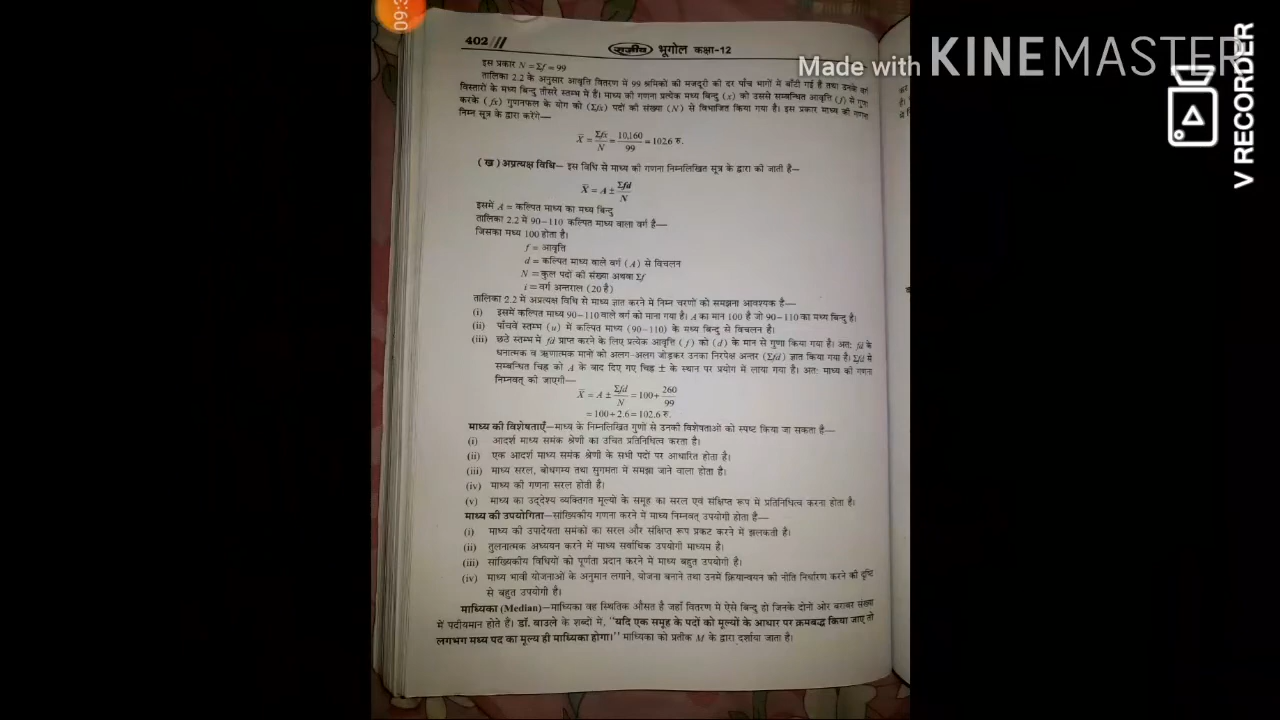 09:3
Made with KINEMASTER
V RECORDER
402
सजीव भूगोल कक्षा-12
इस प्रकार N = Σf = 99
तालिका 2.2 के अनुसार आवृत्ति वितरण में 99 श्रमिकों की मजदूरी की दर पाँच भागों में बाँटी गई है तथा उनके वर्ग
विस्तारों के मध्य बिन्दु तीसरे स्तम्भ में हैं। माध्य की गणना प्रत्येक मध्य बिन्दु (x) को उससे सम्बन्धित आवृत्ति (f) से गुणा
करके (fx) गुणनफल के योग को (Σfx) पदों की संख्या (N) से विभाजित किया गया है। इस प्रकार माध्य की गणना
निम्न सूत्र के द्वारा करेंगे—
X̄ = Σfx/N = 10,160/99 = 102.6 रु.
(ख) अप्रत्यक्ष विधि– इस विधि से माध्य की गणना निम्नलिखित सूत्र के द्वारा की जाती है–
X̄ = A ± Σfd/N
इसमें A = कल्पित माध्य का मध्य बिन्दु
तालिका 2.2 में 90–110 कल्पित माध्य वाला वर्ग है—
जिसका मध्य 100 होता है।
f = आवृत्ति
d = कल्पित माध्य वाले वर्ग (A) से विचलन
N = कुल पदों की संख्या अथवा Σf
i = वर्ग अन्तराल (20 है)
तालिका 2.2 में अप्रत्यक्ष विधि से माध्य ज्ञात करने में निम्न चरणों को समझना आवश्यक है—
(i) इसमें कल्पित माध्य 90–110 वाले वर्ग को माना गया है। A का मान 100 है जो 90–110 का मध्य बिन्दु है।
(ii) पाँचवें स्तम्भ (u) में कल्पित माध्य (90–110) के मध्य बिन्दु से विचलन है।
(iii) छठे स्तम्भ में fd प्राप्त करने के लिए प्रत्येक आवृत्ति (f) को (d) के मान से गुणा किया गया है। अत: fd के
धनात्मक व ऋणात्मक मानों को अलग-अलग जोड़कर उनका निरपेक्ष अन्तर (Σfd) ज्ञात किया गया है। Σfd से
सम्बन्धित चिह्न को A के बाद दिए गए चिह्न ± के स्थान पर प्रयोग में लाया गया है। अत: माध्य की गणना
निम्नवत् की जाएगी—
X̄ = A ± Σfd/N = 100 + 260/99
= 100 + 2.6 = 102.6 रु.
माध्य की विशेषताएँ–माध्य के निम्नलिखित गुणों से उनकी विशेषताओं को स्पष्ट किया जा सकता है—
(i) आदर्श माध्य समंक श्रेणी का उचित प्रतिनिधित्व करता है।
(ii) एक आदर्श माध्य समंक श्रेणी के सभी पदों पर आधारित होता है।
(iii) माध्य सरल, बोधगम्य तथा सुगमता में समझा जाने वाला होता है।
(iv) माध्य की गणना सरल होती है।
(v) माध्य का उद्देश्य व्यक्तिगत मूल्यों के समूह का सरल एवं संक्षिप्त रूप में प्रतिनिधित्व करना होता है।
माध्य की उपयोगिता–सांख्यिकीय गणना करने में माध्य निम्नवत् उपयोगी होता है—
(i) माध्य की उपादेयता समंकों का सरल और संक्षिप्त रूप प्रकट करने में झलकती है।
(ii) तुलनात्मक अध्ययन करने में माध्य सर्वाधिक उपयोगी माध्यम है।
(iii) सांख्यिकीय विधियों को पूर्णता प्रदान करने में माध्य बहुत उपयोगी है।
(iv) माध्य भावी योजनाओं के अनुमान लगाने, योजना बनाने तथा उनमें क्रियान्वयन की नीति निर्धारण करने की दृष्टि
से बहुत उपयोगी है।
माध्यिका (Median)–माध्यिका वह स्थितिक औसत है जहाँ वितरण में ऐसे बिन्दु हो जिनके दोनों ओर बराबर संख्या
में पदीयमान होते हैं। डॉ. बाउले के शब्दों में, "यदि एक समूह के पदों को मूल्यों के आधार पर क्रमबद्ध किया जाए तो
लगभग मध्य पद का मूल्य ही माध्यिका होगा।" माध्यिका को प्रतीक M के द्वारा दर्शाया जाता है।